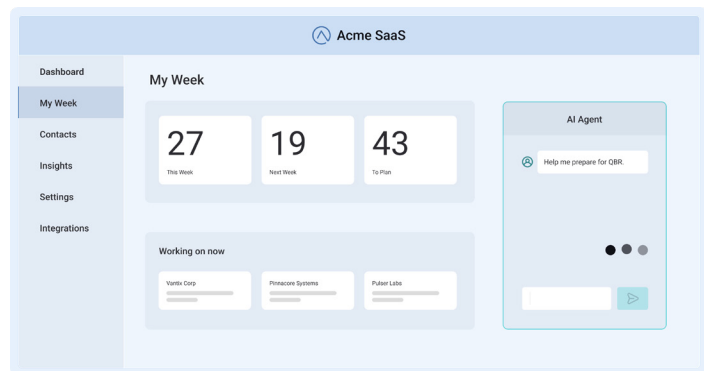 Acme SaaS
Dashboard
My Week
Contacts
Insights
Settings
Integrations
My Week
27
This Week
19
Next Week
43
To Plan
Working on now
Vantix Corp
Pinnacore Systems
Pulser Labs
AI Agent
Help me prepare for QBR.